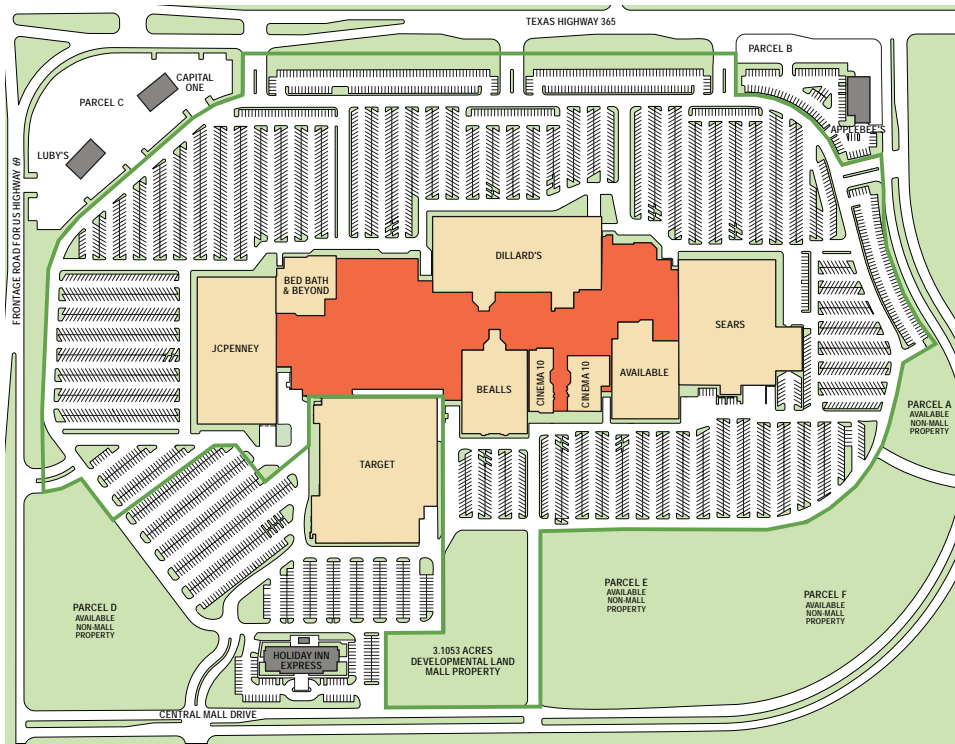 TEXAS HIGHWAY 365
PARCEL B
CAPITAL
ONE
PARCEL C
APPLEBEE'S
LUBY'S
FRONTAGE ROAD FOR US HIGHWAY 69
DILLARD'S
BED BATH
& BEYOND
SEARS
JCPENNEY
AVAILABLE
BEALLS
CINEMA 10
CINEMA 10
PARCEL A
AVAILABLE
NON-MALL
PROPERTY
TARGET
PARCEL D
AVAILABLE
NON-MALL
PROPERTY
PARCEL E
AVAILABLE
NON-MALL
PROPERTY
PARCEL F
AVAILABLE
NON-MALL
PROPERTY
HOLIDAY INN
EXPRESS
3.1053 ACRES
DEVELOPMENTAL LAND
MALL PROPERTY
CENTRAL MALL DRIVE